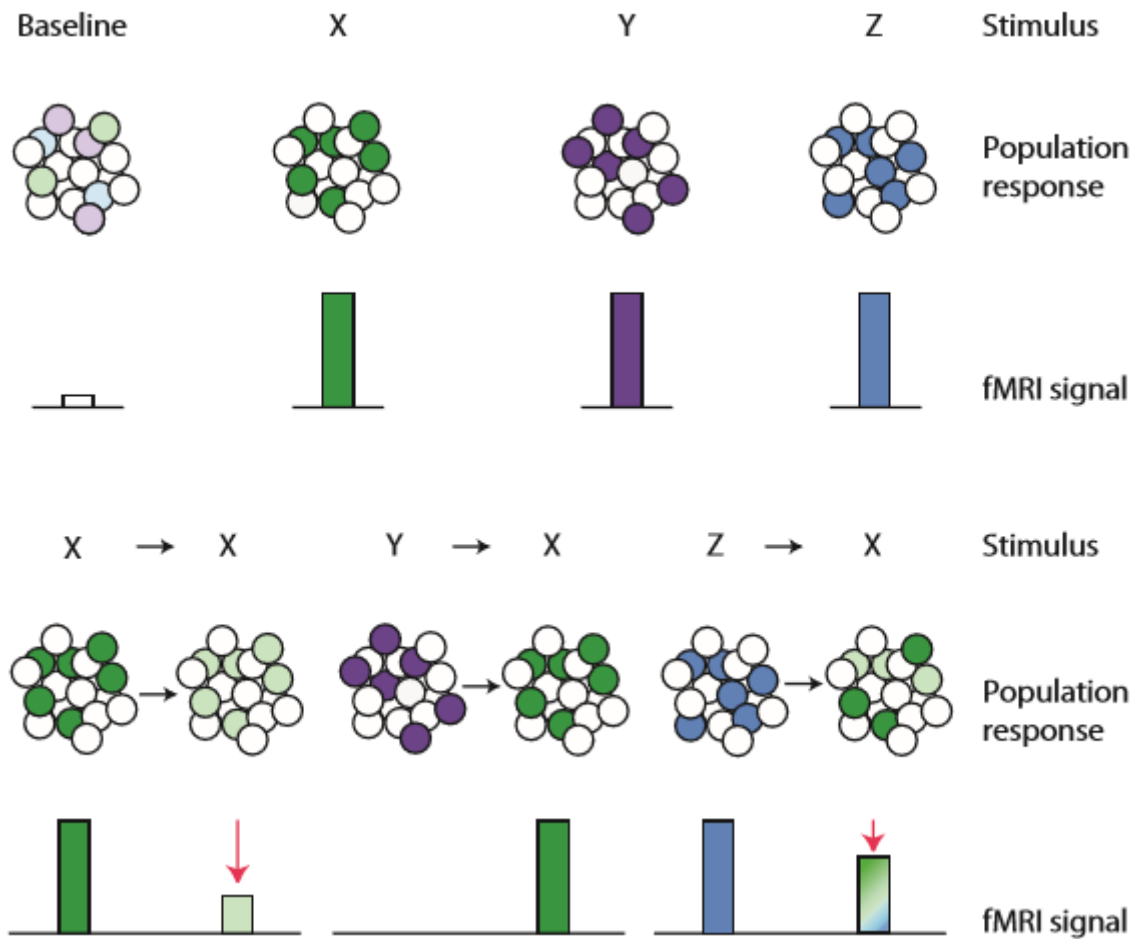 Baseline X Y Z Stimulus
Population
response
fMRI signal
X → X Y → X Z → X Stimulus
Population
response
fMRI signal